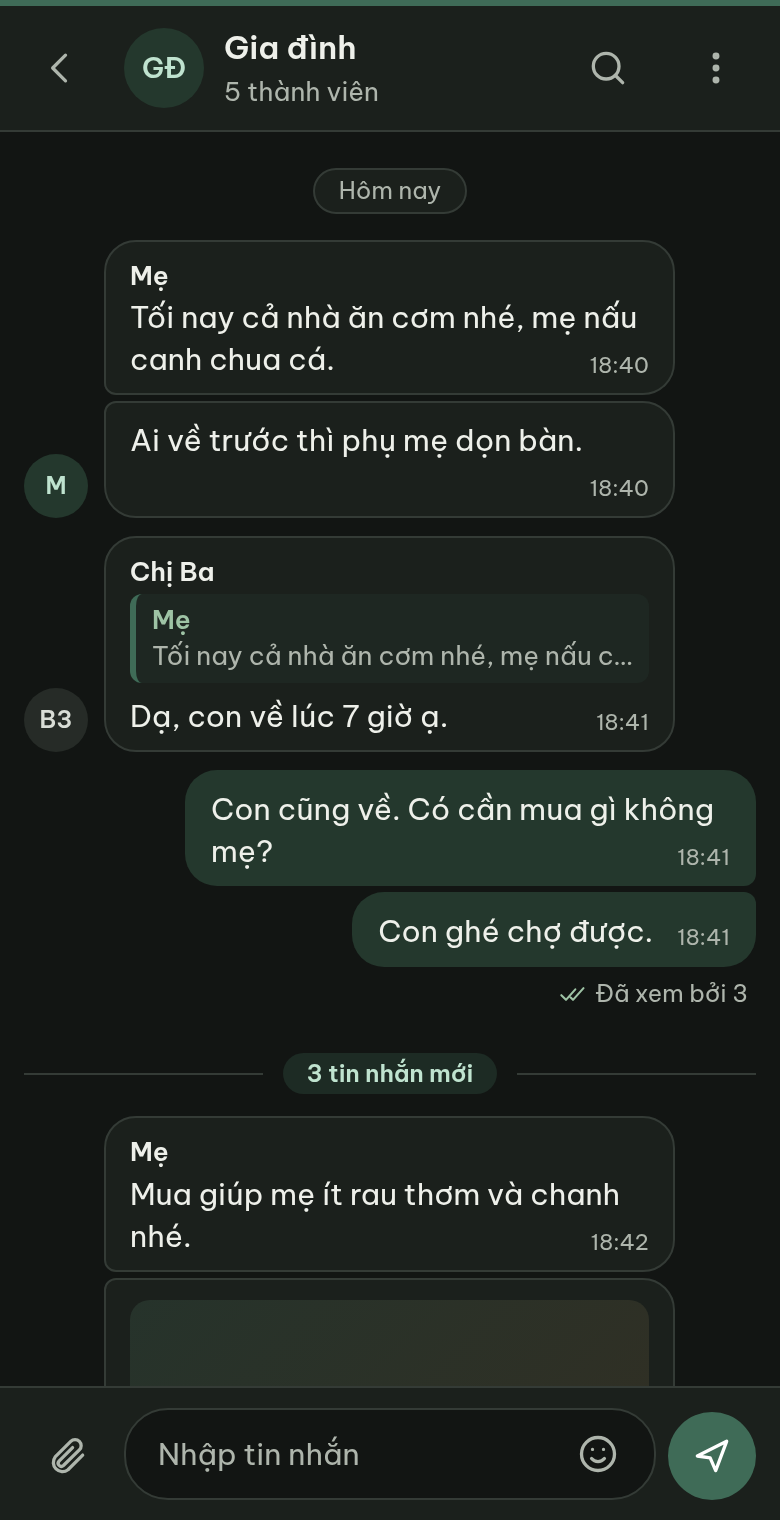 GĐ
Gia đình
5 thành viên
Hôm nay
Mẹ
Tối nay cả nhà ăn cơm nhé, mẹ nấu
canh chua cá.
18:40
Ai về trước thì phụ mẹ dọn bàn.
18:40
M
Chị Ba
Mẹ
Tối nay cả nhà ăn cơm nhé, mẹ nấu c...
Dạ, con về lúc 7 giờ ạ.
18:41
B3
Con cũng về. Có cần mua gì không
mẹ?
18:41
Con ghé chợ được.
18:41
Đã xem bởi 3
3 tin nhắn mới
Mẹ
Mua giúp mẹ ít rau thơm và chanh
nhé.
18:42
Nhập tin nhắn